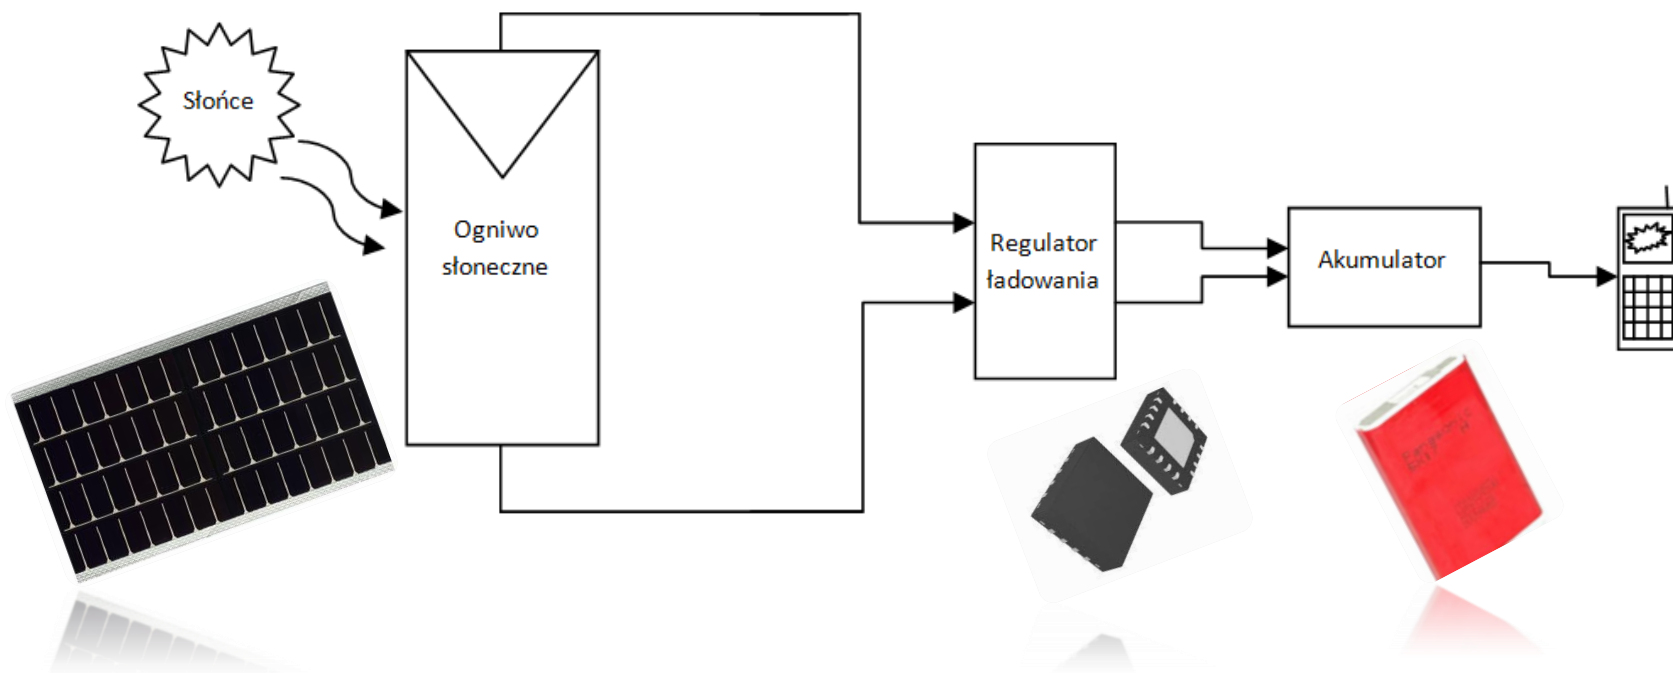 Słońce
Ogniwo
słoneczne
Regulator
ładowania
Akumulator